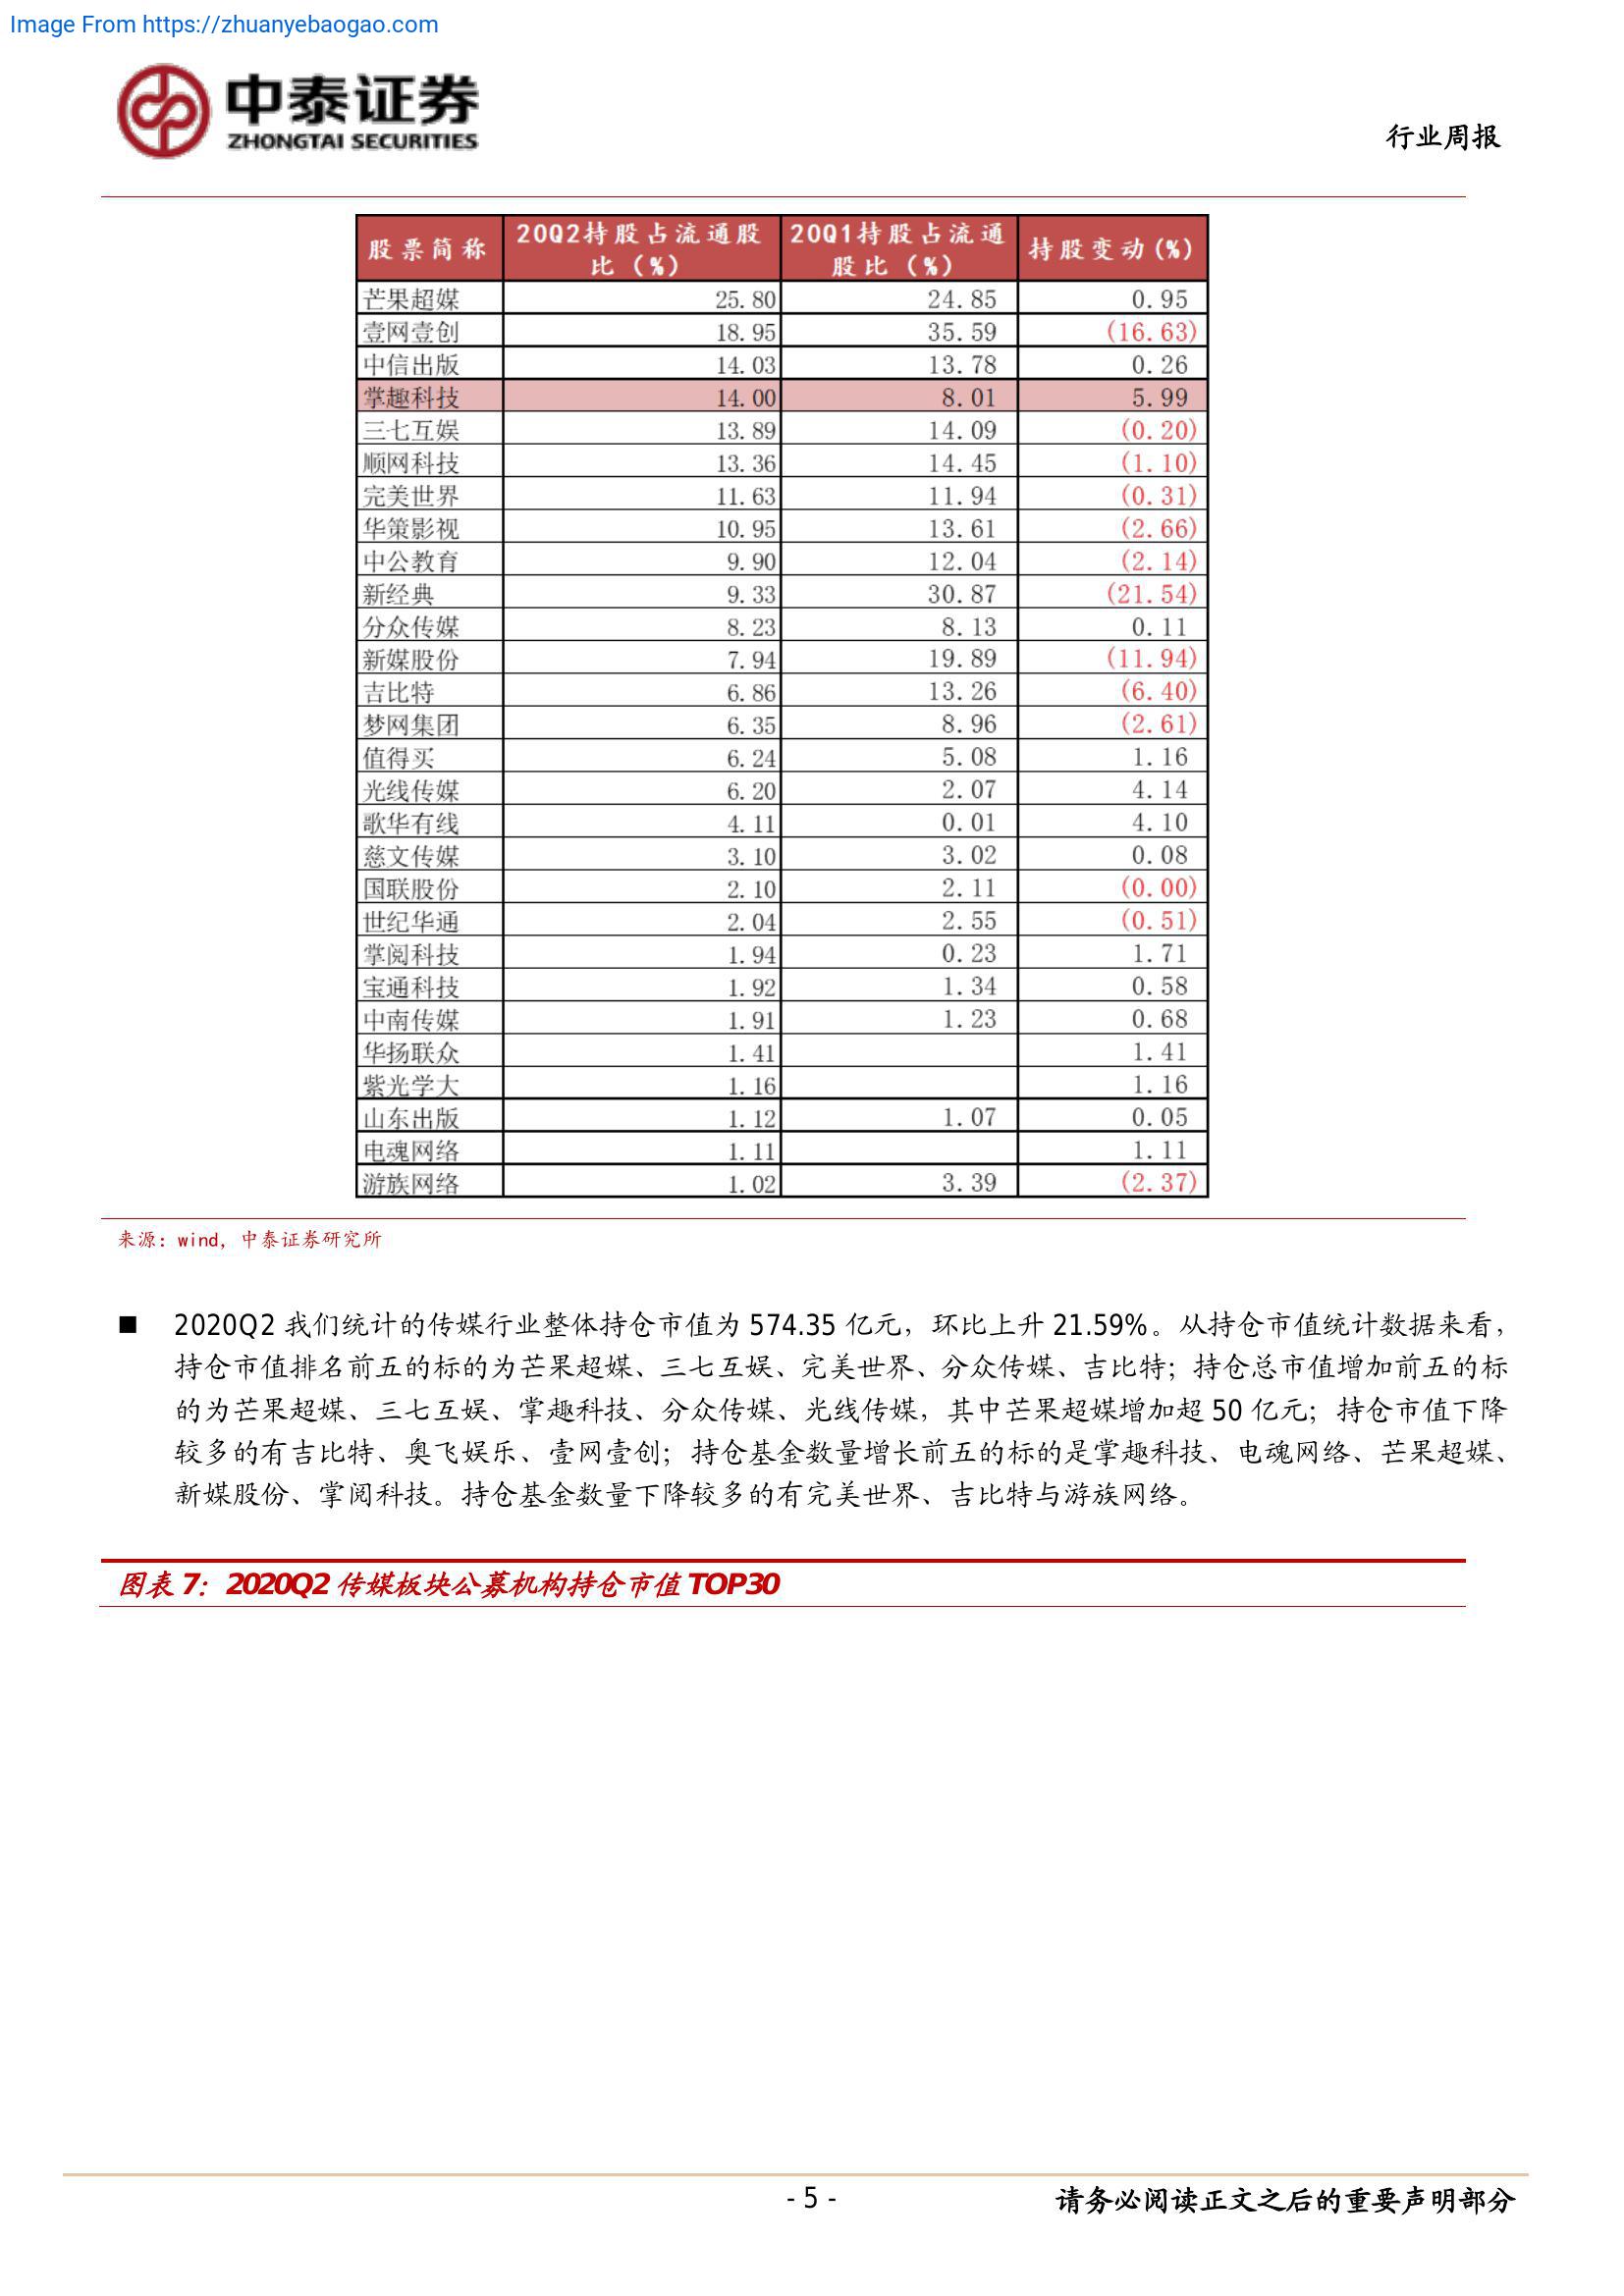 Image From https://zhuanyebaogao.com
中泰证券
ZHONGTAI SECURITIES
行业周报
股票简称 20Q2持股占流通股比（%） 20Q1持股占流通股比（%） 持股变动(%)
芒果超媒 25.80 24.85 0.95
壹网壹创 18.95 35.59 (16.63)
中信出版 14.03 13.78 0.26
掌趣科技 14.00 8.01 5.99
三七互娱 13.89 14.09 (0.20)
顺网科技 13.36 14.45 (1.10)
完美世界 11.63 11.94 (0.31)
华策影视 10.95 13.61 (2.66)
中公教育 9.90 12.04 (2.14)
新经典 9.33 30.87 (21.54)
分众传媒 8.23 8.13 0.11
新媒股份 7.94 19.89 (11.94)
吉比特 6.86 13.26 (6.40)
梦网集团 6.35 8.96 (2.61)
值得买 6.24 5.08 1.16
光线传媒 6.20 2.07 4.14
歌华有线 4.11 0.01 4.10
慈文传媒 3.10 3.02 0.08
国联股份 2.10 2.11 (0.00)
世纪华通 2.04 2.55 (0.51)
掌阅科技 1.94 0.23 1.71
宝通科技 1.92 1.34 0.58
中南传媒 1.91 1.23 0.68
华扬联众 1.41 1.41
紫光学大 1.16 1.16
山东出版 1.12 1.07 0.05
电魂网络 1.11 1.11
游族网络 1.02 3.39 (2.37)
来源：wind，中泰证券研究所
■ 2020Q2 我们统计的传媒行业整体持仓市值为 574.35 亿元，环比上升 21.59%。从持仓市值统计数据来看，
持仓市值排名前五的标的为芒果超媒、三七互娱、完美世界、分众传媒、吉比特；持仓总市值增加前五的标
的为芒果超媒、三七互娱、掌趣科技、分众传媒、光线传媒，其中芒果超媒增加超 50 亿元；持仓市值下降
较多的有吉比特、奥飞娱乐、壹网壹创；持仓基金数量增长前五的标的是掌趣科技、电魂网络、芒果超媒、
新媒股份、掌阅科技。持仓基金数量下降较多的有完美世界、吉比特与游族网络。
图表 7：2020Q2 传媒板块公募机构持仓市值 TOP30
- 5 -
请务必阅读正文之后的重要声明部分